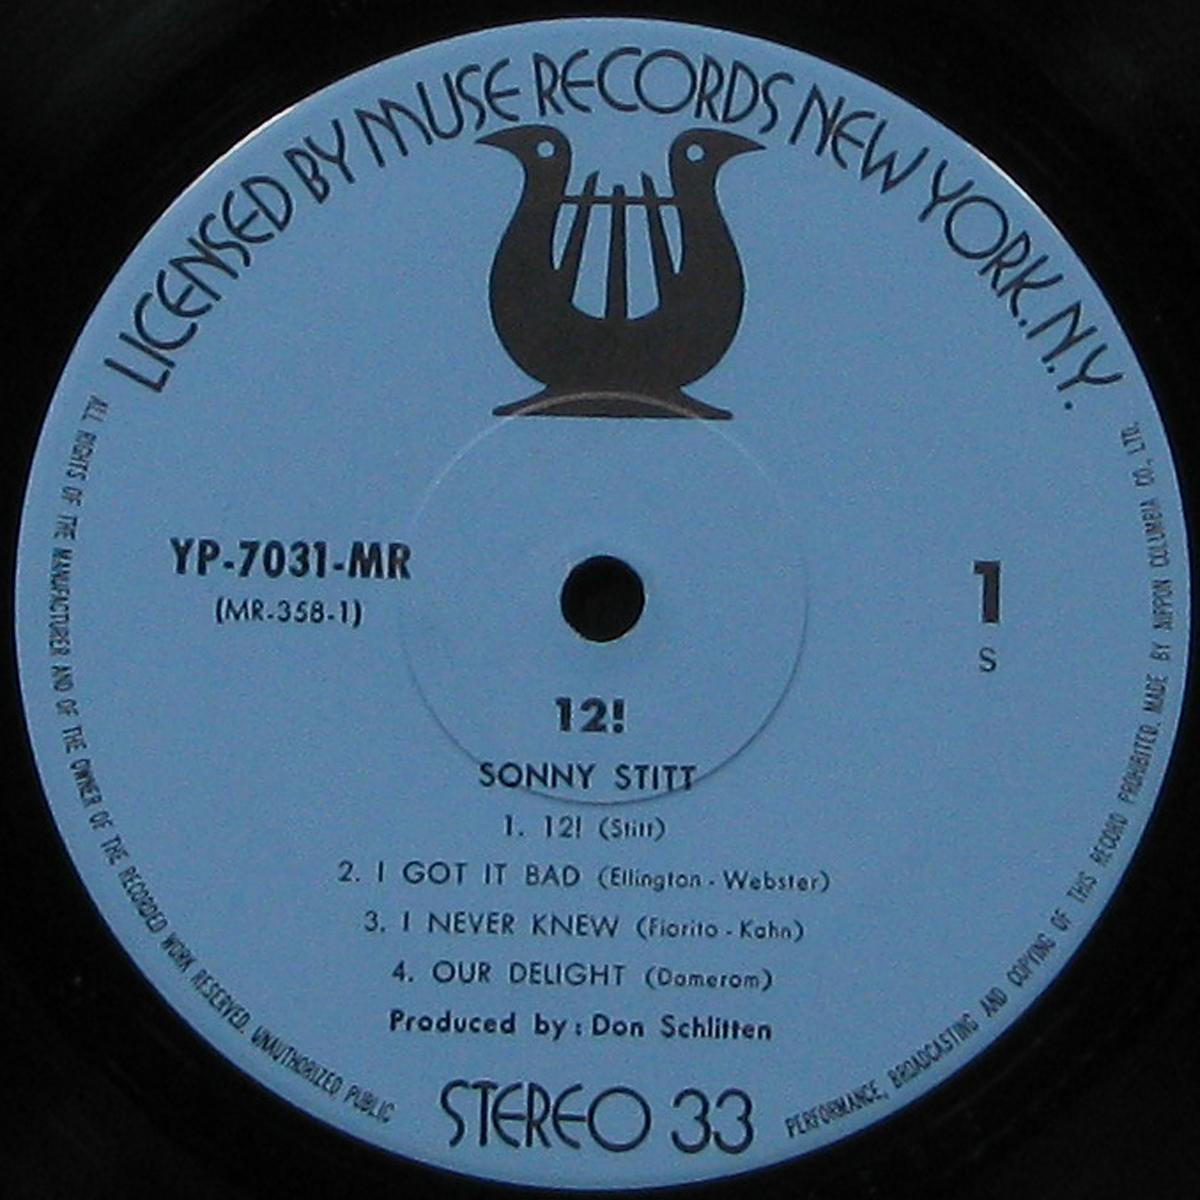 LICENSED BY MUSE RECORDS NEW YORK. N.Y.
YP-7031-MR
(MR-358-1)
1
S
12!
SONNY STITT
1. 12! (Stitt)
2. I GOT IT BAD (Ellington - Webster)
3. I NEVER KNEW (Fiorito - Kahn)
4. OUR DELIGHT (Damerom)
Produced by : Don Schlitten
STEREO 33
ALL RIGHTS OF THE MANUFACTURER AND OF THE OWNER OF THE RECORDED WORK RESERVED. UNAUTHORIZED PUBLIC PERFORMANCE, BROADCASTING AND COPYING OF THIS RECORD PROHIBITED. MADE BY NIPPON COLUMBIA CO., LTD.